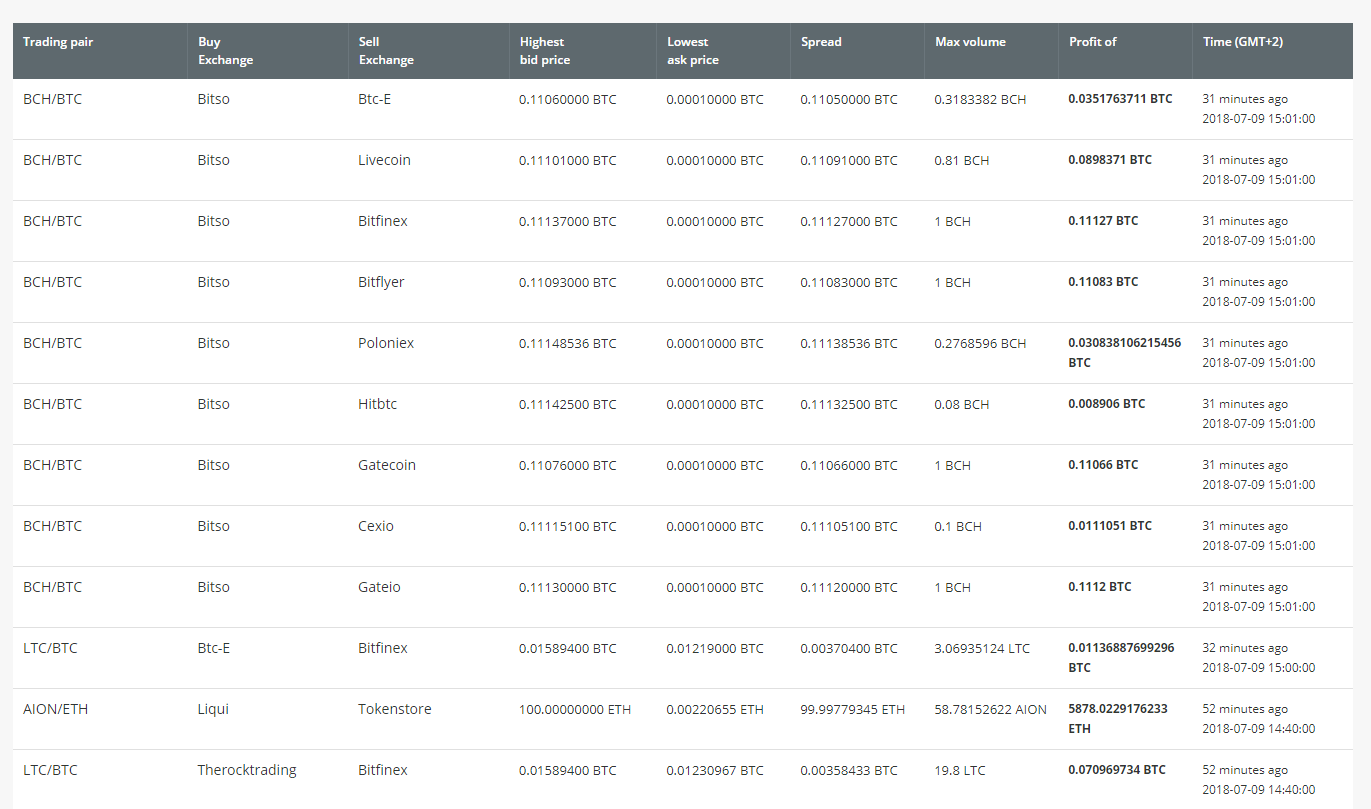 Trading pair Buy Exchange Sell Exchange Highest bid price Lowest ask price Spread Max volume Profit of Time (GMT+2)
BCH/BTC Bitso Btc-E 0.11060000 BTC 0.00010000 BTC 0.11050000 BTC 0.3183382 BCH 0.0351763711 BTC 31 minutes ago
2018-07-09 15:01:00
BCH/BTC Bitso Livecoin 0.11101000 BTC 0.00010000 BTC 0.11091000 BTC 0.81 BCH 0.0898371 BTC 31 minutes ago
2018-07-09 15:01:00
BCH/BTC Bitso Bitfinex 0.11137000 BTC 0.00010000 BTC 0.11127000 BTC 1 BCH 0.11127 BTC 31 minutes ago
2018-07-09 15:01:00
BCH/BTC Bitso Bitflyer 0.11093000 BTC 0.00010000 BTC 0.11083000 BTC 1 BCH 0.11083 BTC 31 minutes ago
2018-07-09 15:01:00
BCH/BTC Bitso Poloniex 0.11148536 BTC 0.00010000 BTC 0.11138536 BTC 0.2768596 BCH 0.030838106215456 31 minutes ago
BTC 2018-07-09 15:01:00
BCH/BTC Bitso Hitbtc 0.11142500 BTC 0.00010000 BTC 0.11132500 BTC 0.08 BCH 0.008906 BTC 31 minutes ago
2018-07-09 15:01:00
BCH/BTC Bitso Gatecoin 0.11076000 BTC 0.00010000 BTC 0.11066000 BTC 1 BCH 0.11066 BTC 31 minutes ago
2018-07-09 15:01:00
BCH/BTC Bitso Cexio 0.11115100 BTC 0.00010000 BTC 0.11105100 BTC 0.1 BCH 0.0111051 BTC 31 minutes ago
2018-07-09 15:01:00
BCH/BTC Bitso Gateio 0.11130000 BTC 0.00010000 BTC 0.11120000 BTC 1 BCH 0.1112 BTC 31 minutes ago
2018-07-09 15:01:00
LTC/BTC Btc-E Bitfinex 0.01589400 BTC 0.01219000 BTC 0.00370400 BTC 3.06935124 LTC 0.01136887699296 32 minutes ago
BTC 2018-07-09 15:00:00
AION/ETH Liqui Tokenstore 100.00000000 ETH 0.00220655 ETH 99.99779345 ETH 58.78152622 AION 5878.0229176233 52 minutes ago
ETH 2018-07-09 14:40:00
LTC/BTC Therocktrading Bitfinex 0.01589400 BTC 0.01230967 BTC 0.00358433 BTC 19.8 LTC 0.070969734 BTC 52 minutes ago
2018-07-09 14:40:00